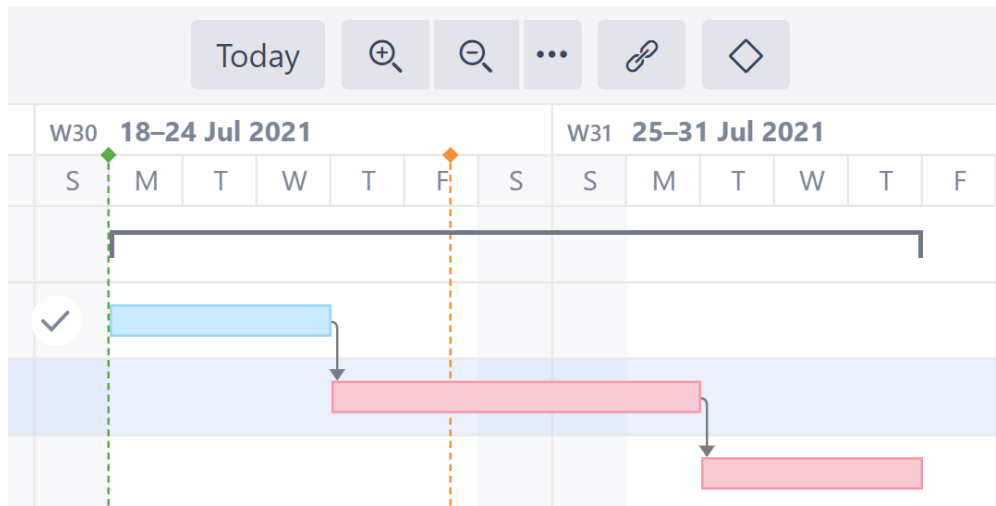 Today
W30 18–24 Jul 2021 W31 25–31 Jul 2021
S M T W T F S S M T W T F